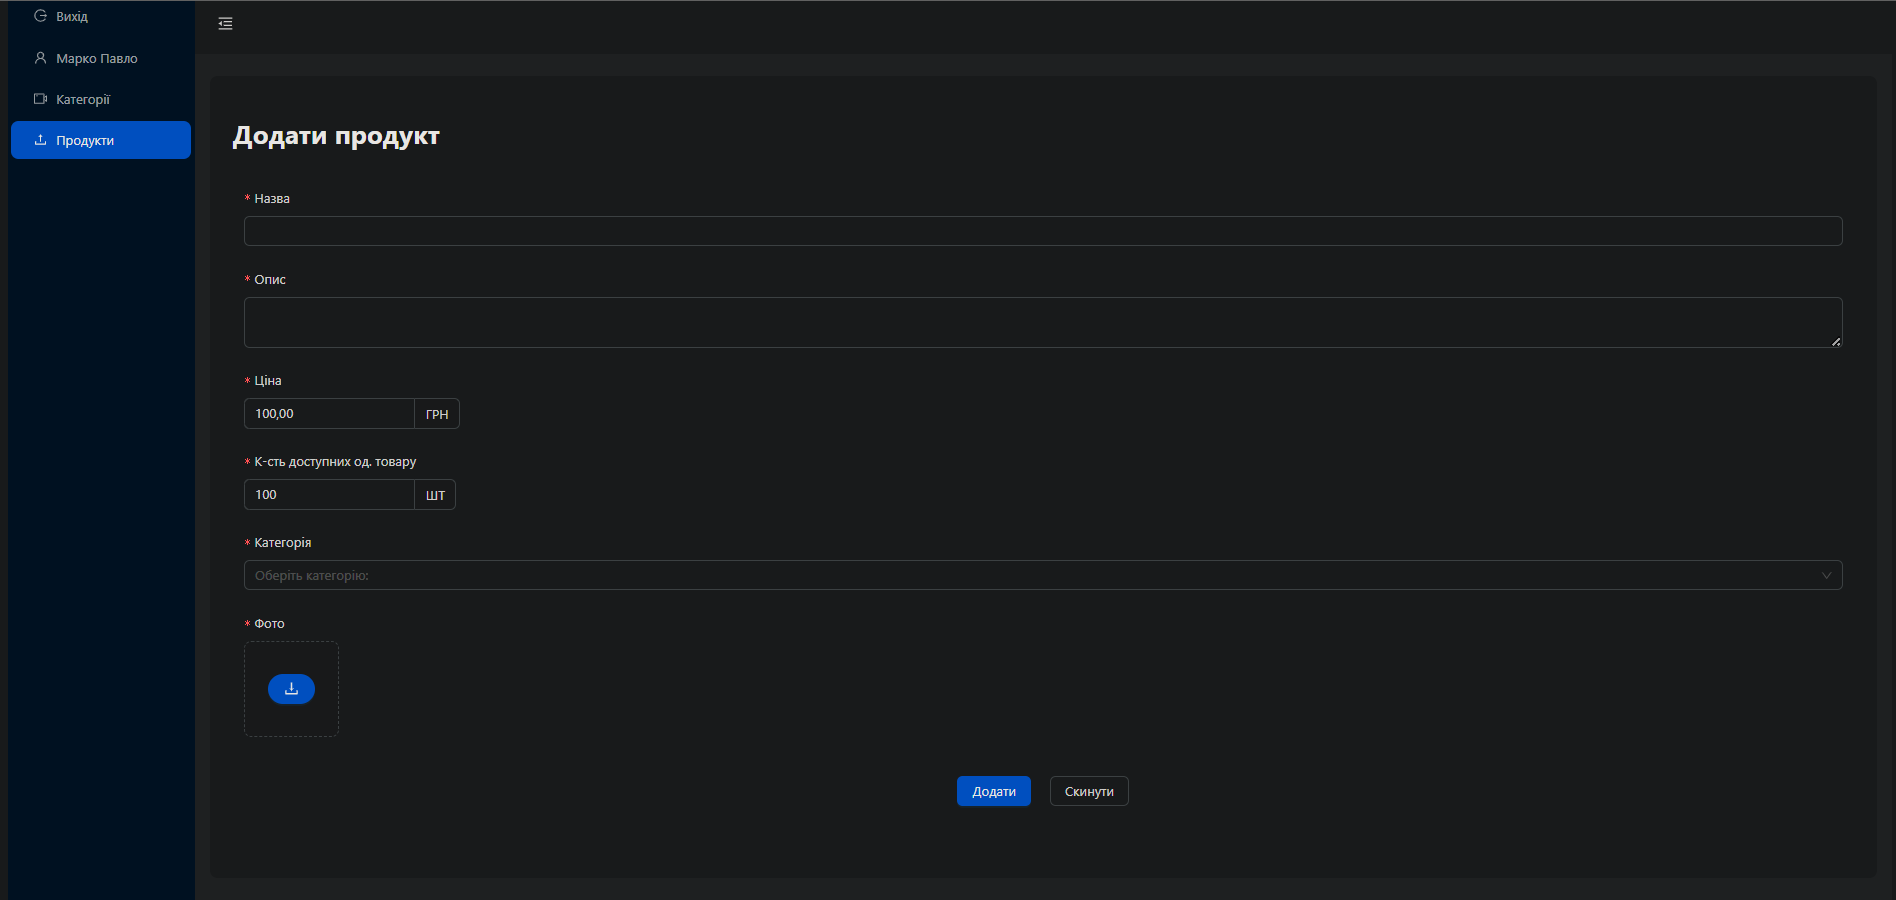 Вихід
Марко Павло
Категорії
Продукти
Додати продукт
* Назва
* Опис
* Ціна
100,00 ГРН
* К-сть доступних од. товару
100 ШТ
* Категорія
Оберіть категорію:
* Фото
Додати Скинути